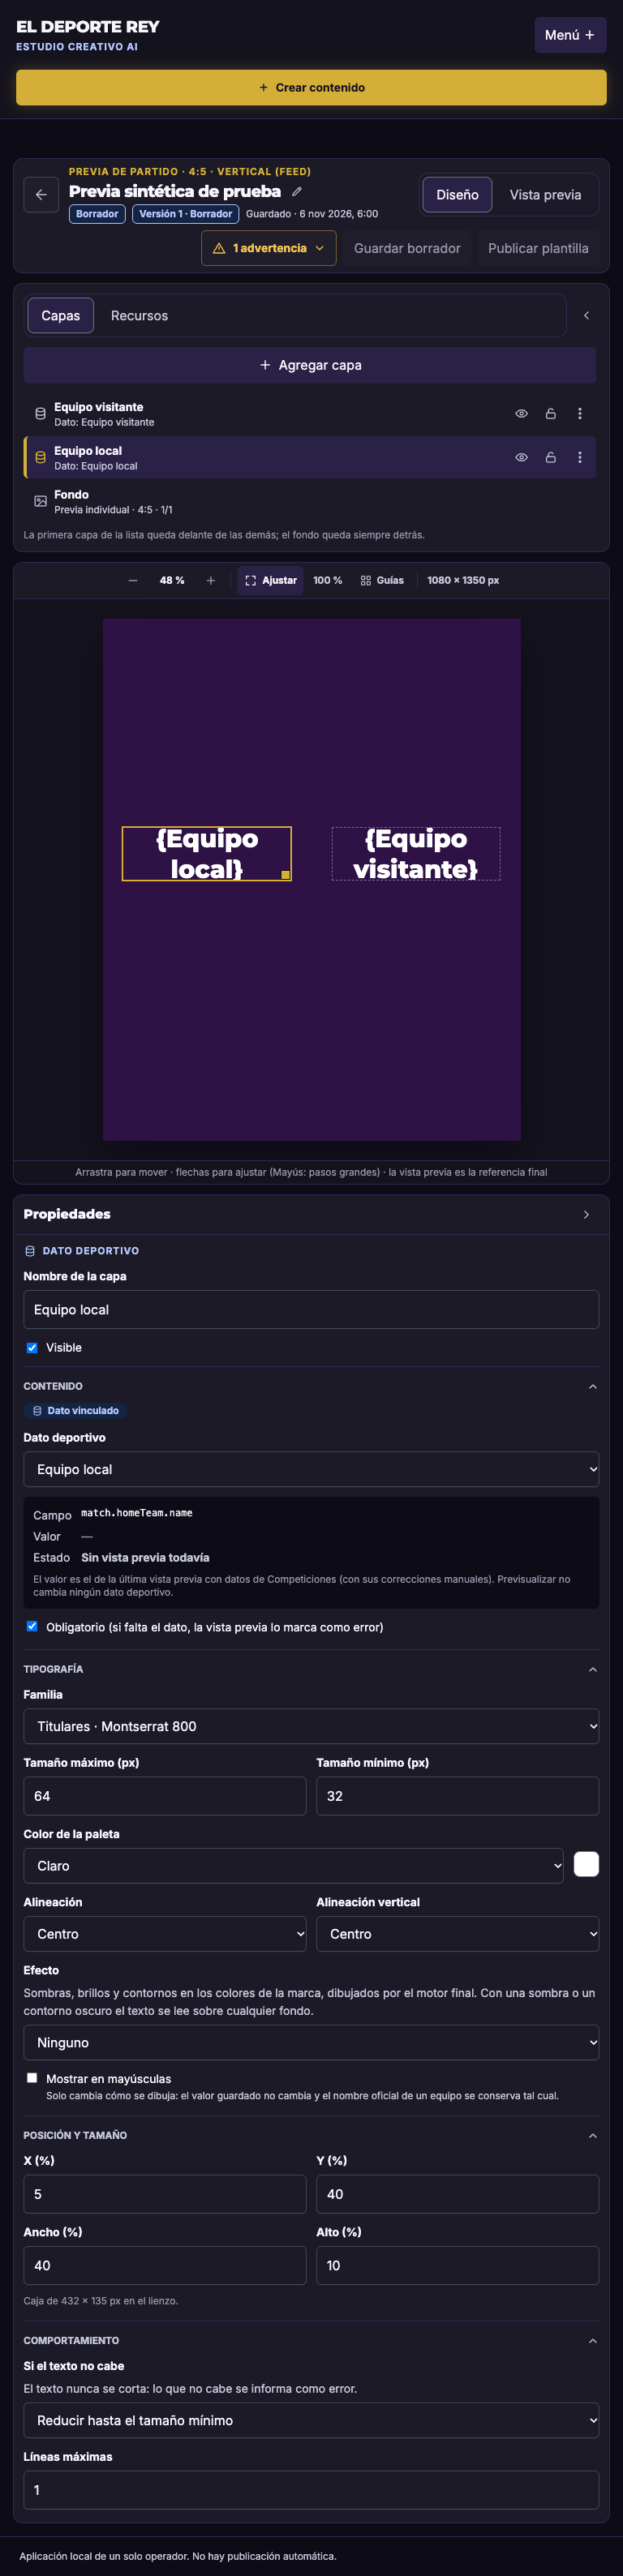 EL DEPORTE REY
ESTUDIO CREATIVO AI
Menú +
+ Crear contenido
PREVIA DE PARTIDO · 4:5 · VERTICAL (FEED)
Previa sintética de prueba
Diseño
Vista previa
Borrador
Versión 1 · Borrador
Guardado · 6 nov 2026, 6:00
1 advertencia
Guardar borrador
Publicar plantilla
Capas
Recursos
+ Agregar capa
Equipo visitante
Dato: Equipo visitante
Equipo local
Dato: Equipo local
Fondo
Previa individual · 4:5 · 1/1
La primera capa de la lista queda delante de las demás; el fondo queda siempre detrás.
48 %
Ajustar
100 %
Guías
1080 × 1350 px
{Equipo
local}
{Equipo
visitante}
Arrastra para mover · flechas para ajustar (Mayús: pasos grandes) · la vista previa es la referencia final
Propiedades
DATO DEPORTIVO
Nombre de la capa
Equipo local
Visible
CONTENIDO
Dato vinculado
Dato deportivo
Equipo local
Campo match.homeTeam.name
Valor —
Estado Sin vista previa todavía
El valor es el de la última vista previa con datos de Competiciones (con sus correcciones manuales). Previsualizar no
cambia ningún dato deportivo.
Obligatorio (si falta el dato, la vista previa lo marca como error)
TIPOGRAFÍA
Familia
Titulares · Montserrat 800
Tamaño máximo (px)
Tamaño mínimo (px)
64
32
Color de la paleta
Claro
Alineación
Alineación vertical
Centro
Centro
Efecto
Sombras, brillos y contornos en los colores de la marca, dibujados por el motor final. Con una sombra o un
contorno oscuro el texto se lee sobre cualquier fondo.
Ninguno
Mostrar en mayúsculas
Solo cambia cómo se dibuja: el valor guardado no cambia y el nombre oficial de un equipo se conserva tal cual.
POSICIÓN Y TAMAÑO
X (%)
Y (%)
5
40
Ancho (%)
Alto (%)
40
10
Caja de 432 × 135 px en el lienzo.
COMPORTAMIENTO
Si el texto no cabe
El texto nunca se corta: lo que no cabe se informa como error.
Reducir hasta el tamaño mínimo
Líneas máximas
1
Aplicación local de un solo operador. No hay publicación automática.